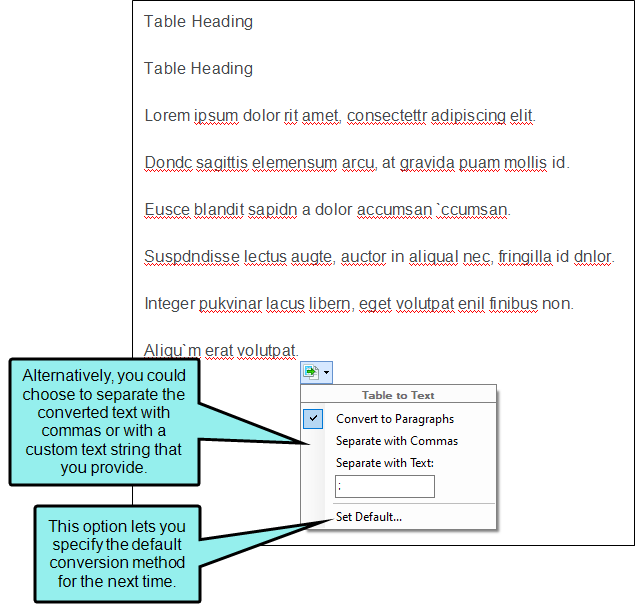 Table Heading
Table Heading
Lorem ipsum dolor rit amet, consectettr adipiscing elit.
Dondc sagittis elemensum arcu, at gravida puam mollis id.
Eusce blandit sapidn a dolor accumsan `ccumsan.
Suspdndisse lectus augte, auctor in aliqual nec, fringilla id dnlor.
Integer pukvinar lacus libern, eget volutpat enil finibus non.
Aliqu`m erat volutpat.
Alternatively, you could
choose to separate the
converted text with
commas or with a
custom text string that
you provide.
Table to Text
Convert to Paragraphs
Separate with Commas
Separate with Text:
;
Set Default...
This option lets you
specify the default
conversion method
for the next time.